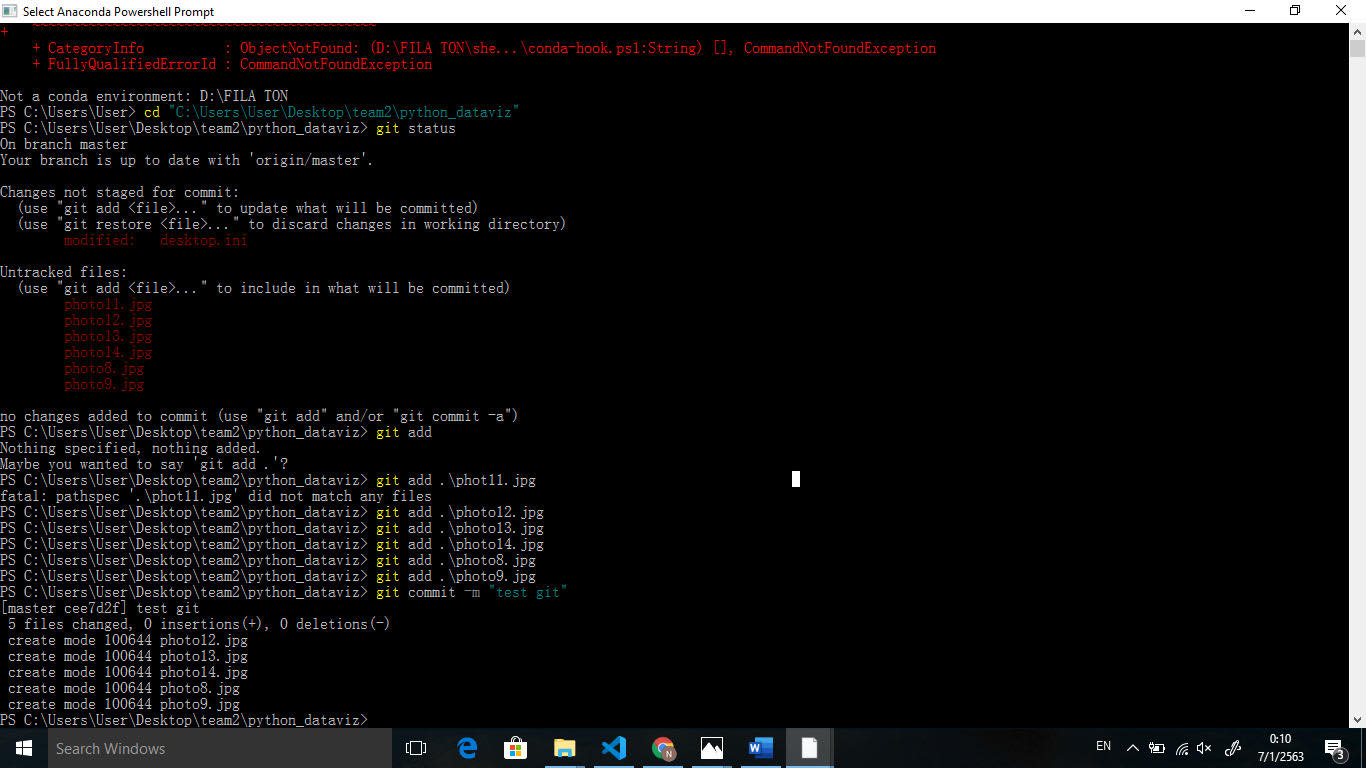 Select Anaconda Powershell Prompt
+ ~~~~~~~~~~~~~~~~~~~~~~~~~~~~~~~~~~~~~~~~~~~
+ CategoryInfo : ObjectNotFound: (D:\FILA TON\she...\conda-hook.ps1:String) [], CommandNotFoundException
+ FullyQualifiedErrorId : CommandNotFoundException
Not a conda environment: D:\FILA TON
PS C:\Users\User> cd "C:\Users\User\Desktop\team2\python_dataviz"
PS C:\Users\User\Desktop\team2\python_dataviz> git status
On branch master
Your branch is up to date with 'origin/master'.
Changes not staged for commit:
(use "git add <file>..." to update what will be committed)
(use "git restore <file>..." to discard changes in working directory)
modified: desktop.ini
Untracked files:
(use "git add <file>..." to include in what will be committed)
photo11.jpg
photo12.jpg
photo13.jpg
photo14.jpg
photo8.jpg
photo9.jpg
no changes added to commit (use "git add" and/or "git commit -a")
PS C:\Users\User\Desktop\team2\python_dataviz> git add
Nothing specified, nothing added.
Maybe you wanted to say 'git add .'?
PS C:\Users\User\Desktop\team2\python_dataviz> git add .\phot11.jpg
fatal: pathspec '.\phot11.jpg' did not match any files
PS C:\Users\User\Desktop\team2\python_dataviz> git add .\photo12.jpg
PS C:\Users\User\Desktop\team2\python_dataviz> git add .\photo13.jpg
PS C:\Users\User\Desktop\team2\python_dataviz> git add .\photo14.jpg
PS C:\Users\User\Desktop\team2\python_dataviz> git add .\photo8.jpg
PS C:\Users\User\Desktop\team2\python_dataviz> git add .\photo9.jpg
PS C:\Users\User\Desktop\team2\python_dataviz> git commit -m "test git"
[master cee7d2f] test git
5 files changed, 0 insertions(+), 0 deletions(-)
create mode 100644 photo12.jpg
create mode 100644 photo13.jpg
create mode 100644 photo14.jpg
create mode 100644 photo8.jpg
create mode 100644 photo9.jpg
PS C:\Users\User\Desktop\team2\python_dataviz>
Search Windows
EN
0:10
7/1/2563
3